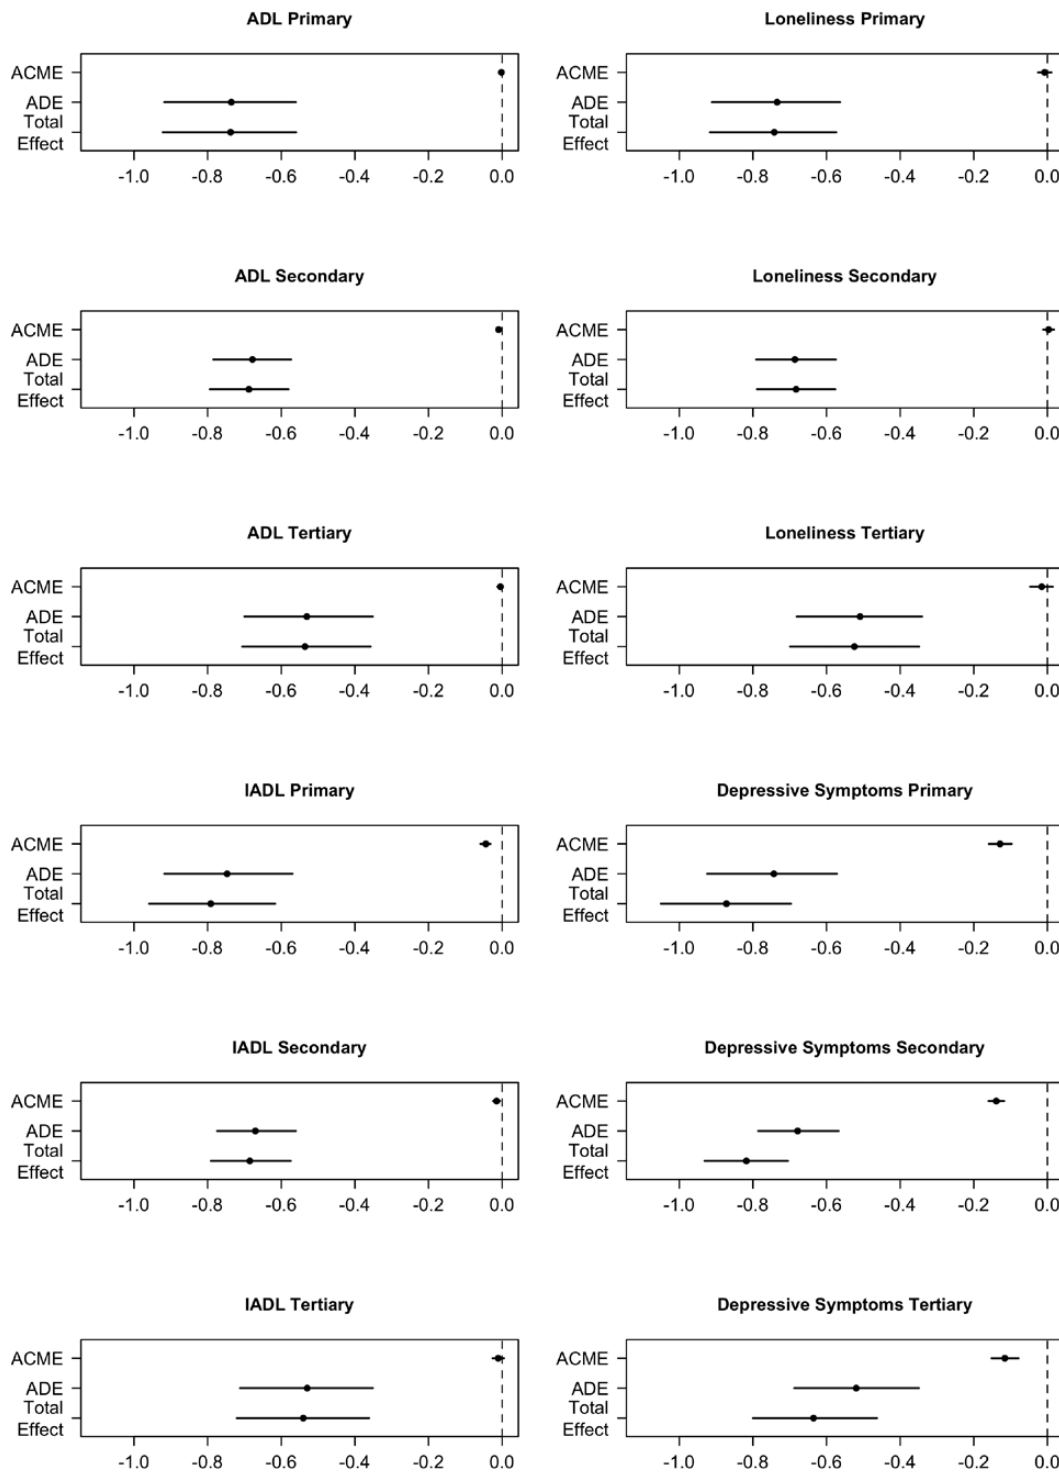 ADL Primary
ACME
ADE
Total
Effect
-1.0 -0.8 -0.6 -0.4 -0.2 0.0
Loneliness Primary
ACME
ADE
Total
Effect
-1.0 -0.8 -0.6 -0.4 -0.2 0.0
ADL Secondary
ACME
ADE
Total
Effect
-1.0 -0.8 -0.6 -0.4 -0.2 0.0
Loneliness Secondary
ACME
ADE
Total
Effect
-1.0 -0.8 -0.6 -0.4 -0.2 0.0
ADL Tertiary
ACME
ADE
Total
Effect
-1.0 -0.8 -0.6 -0.4 -0.2 0.0
Loneliness Tertiary
ACME
ADE
Total
Effect
-1.0 -0.8 -0.6 -0.4 -0.2 0.0
IADL Primary
ACME
ADE
Total
Effect
-1.0 -0.8 -0.6 -0.4 -0.2 0.0
Depressive Symptoms Primary
ACME
ADE
Total
Effect
-1.0 -0.8 -0.6 -0.4 -0.2 0.0
IADL Secondary
ACME
ADE
Total
Effect
-1.0 -0.8 -0.6 -0.4 -0.2 0.0
Depressive Symptoms Secondary
ACME
ADE
Total
Effect
-1.0 -0.8 -0.6 -0.4 -0.2 0.0
IADL Tertiary
ACME
ADE
Total
Effect
-1.0 -0.8 -0.6 -0.4 -0.2 0.0
Depressive Symptoms Tertiary
ACME
ADE
Total
Effect
-1.0 -0.8 -0.6 -0.4 -0.2 0.0